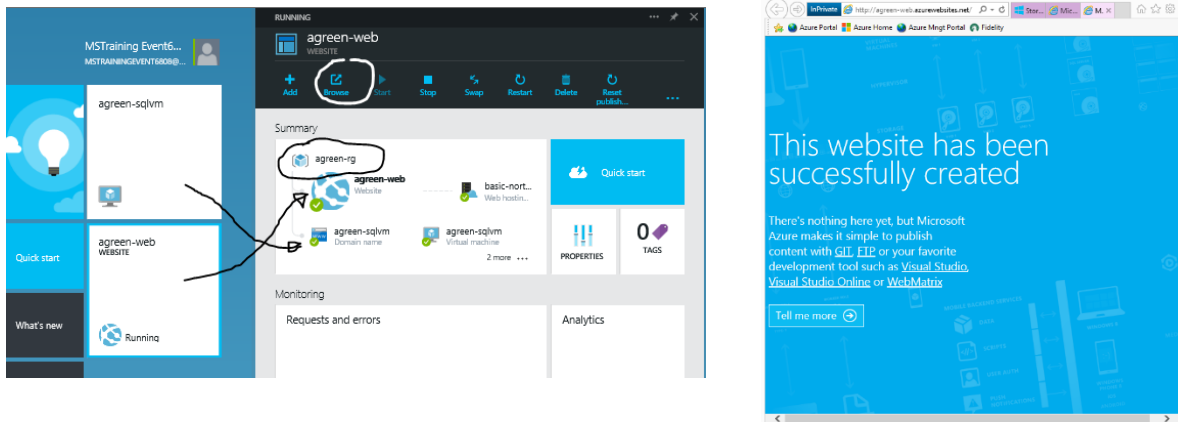 MSTraining Event6...
MSTRAININGEVENT6808@...
agreen-sqlvm
Quick start
agreen-web
WEBSITE
Running
What's new
RUNNING
agreen-web
WEBSITE
Add
Browse
Start
Stop
Swap
Restart
Delete
Reset
publish...
Summary
agreen-rg
agreen-web
Website
basic-nort...
Web hostin...
agreen-sqlvm
Domain name
agreen-sqlvm
Virtual machine
2 more
Quick start
PROPERTIES
0
TAGS
Monitoring
Requests and errors
Analytics
InPrivate
http://agreen-web.azurewebsites.net/
Stor...
Mic...
M.
Azure Portal
Azure Home
Azure Mngt Portal
Fidelity
This website has been
successfully created
There's nothing here yet, but Microsoft
Azure makes it simple to publish
content with GIT, FTP or your favorite
development tool such as Visual Studio,
Visual Studio Online or WebMatrix
Tell me more